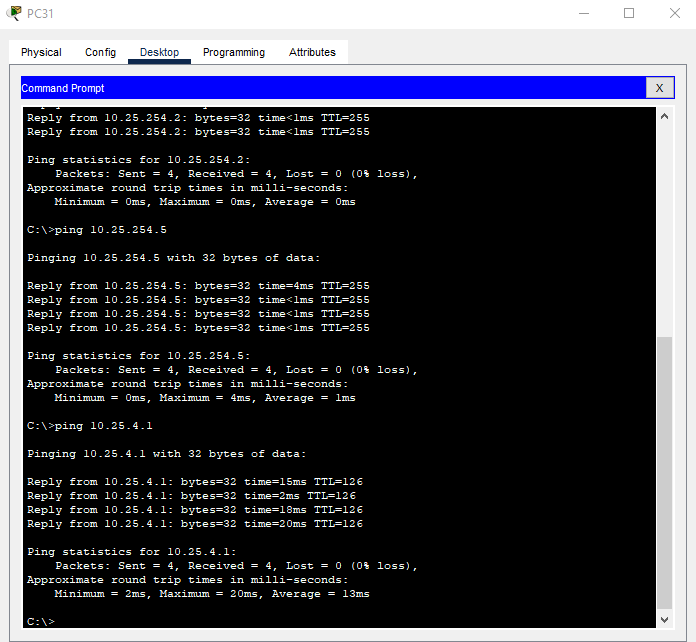 PC31
Physical Config Desktop Programming Attributes
Command Prompt
X
Reply from 10.25.254.2: bytes=32 time<1ms TTL=255
Reply from 10.25.254.2: bytes=32 time<1ms TTL=255
Ping statistics for 10.25.254.2:
Packets: Sent = 4, Received = 4, Lost = 0 (0% loss),
Approximate round trip times in milli-seconds:
Minimum = 0ms, Maximum = 0ms, Average = 0ms
C:\>ping 10.25.254.5
Pinging 10.25.254.5 with 32 bytes of data:
Reply from 10.25.254.5: bytes=32 time=4ms TTL=255
Reply from 10.25.254.5: bytes=32 time<1ms TTL=255
Reply from 10.25.254.5: bytes=32 time<1ms TTL=255
Reply from 10.25.254.5: bytes=32 time<1ms TTL=255
Ping statistics for 10.25.254.5:
Packets: Sent = 4, Received = 4, Lost = 0 (0% loss),
Approximate round trip times in milli-seconds:
Minimum = 0ms, Maximum = 4ms, Average = 1ms
C:\>ping 10.25.4.1
Pinging 10.25.4.1 with 32 bytes of data:
Reply from 10.25.4.1: bytes=32 time=15ms TTL=126
Reply from 10.25.4.1: bytes=32 time=2ms TTL=126
Reply from 10.25.4.1: bytes=32 time=18ms TTL=126
Reply from 10.25.4.1: bytes=32 time=20ms TTL=126
Ping statistics for 10.25.4.1:
Packets: Sent = 4, Received = 4, Lost = 0 (0% loss),
Approximate round trip times in milli-seconds:
Minimum = 2ms, Maximum = 20ms, Average = 13ms
C:\>